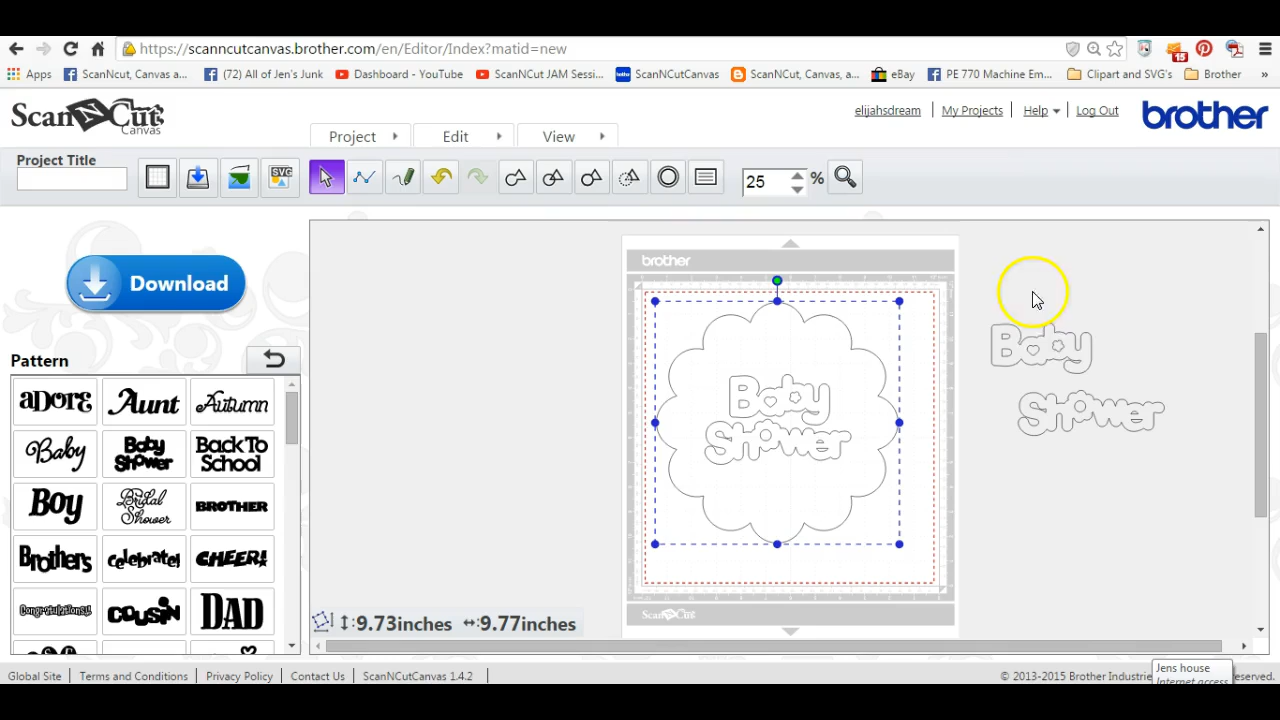 https://scanncutcanvas.brother.com/en/Editor/Index?matid=new
15
Apps ScanNcut, Canvas a... (72) All of Jen's Junk Dashboard - YouTube ScanNCut JAM Sessi... ScanNCutCanvas ScanNCut, Canvas, a... eBay PE 770 Machine Em... Clipart and SVG's Brother »
ScanNCut
Canvas
elijahsdream My Projects Help Log Out
brother
Project Edit View
Project Title
SVG
25 %
Download
brother
Pattern
aDORE Aunt Autumn
Baby Baby Shower Back To School
Boy Bridal Shower BROTHER
Brothers celebrate! CHEER!
Congratulations!! COUSIN DAD
Baby
Shower
Baby
Shower
ScanNCut
9.73inches 9.77inches
Jens house
Internet access
Global Site Terms and Conditions Privacy Policy Contact Us ScanNCutCanvas 1.4.2 © 2013-2015 Brother Industrie erved.